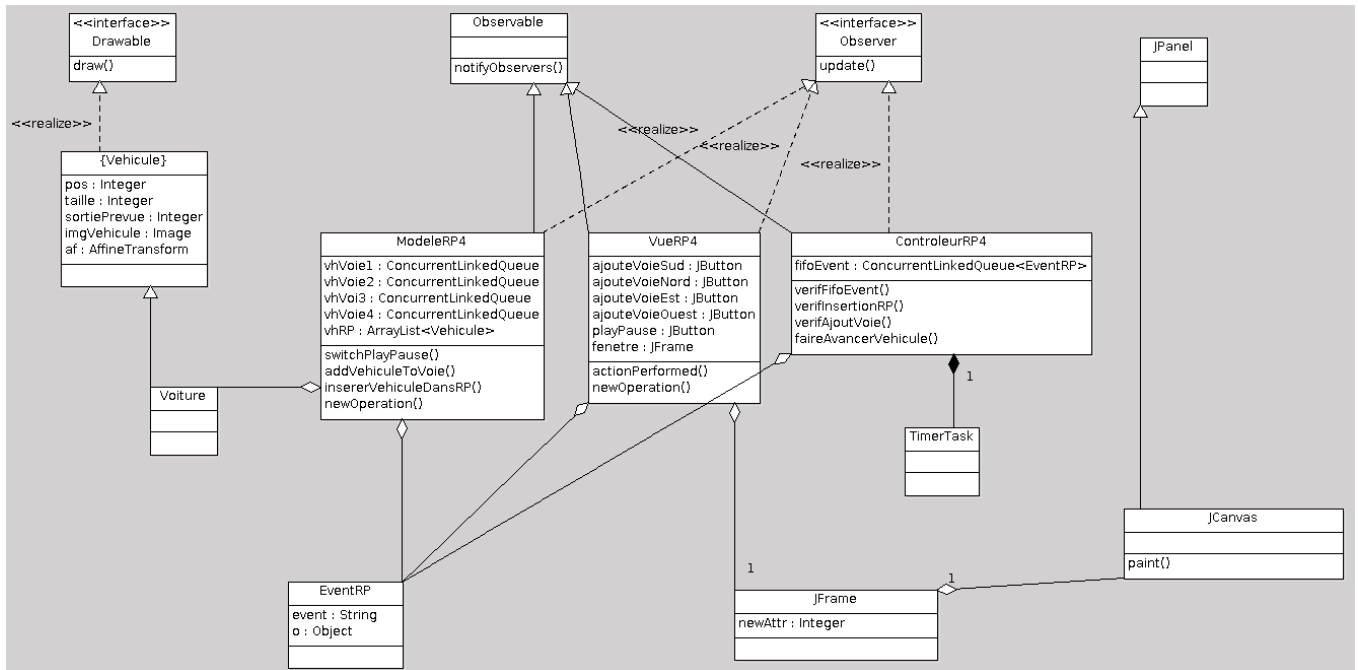 <<interface>>
Drawable
draw()
Observable
notifyObservers()
<<interface>>
Observer
update()
JPanel
<<realize>>
<<realize>>
<<realize>>
<<realize>>
{Vehicule}
pos : Integer
taille : Integer
sortiePrevue : Integer
imgVehicule : Image
af : AffineTransform
ModeleRP4
vhVoie1 : ConcurrentLinkedQueue
vhVoie2 : ConcurrentLinkedQueue
vhVoi3 : ConcurrentLinkedQueue
vhVoie4 : ConcurrentLinkedQueue
vhRP : ArrayList<Vehicule>
switchPlayPause()
addVehiculeToVoie()
insererVehiculeDansRP()
newOperation()
VueRP4
ajouteVoieSud : JButton
ajouteVoieNord : JButton
ajouteVoieEst : JButton
ajouteVoieOuest : JButton
playPause : JButton
fenetre : JFrame
actionPerformed()
newOperation()
ControleurRP4
fifoEvent : ConcurrentLinkedQueue<EventRP>
verifFifoEvent()
verifInsertionRP()
verifAjoutVoie()
faireAvancerVehicule()
1
Voiture
TimerTask
JCanvas
paint()
EventRP
event : String
o : Object
1
JFrame
newAttr : Integer
1